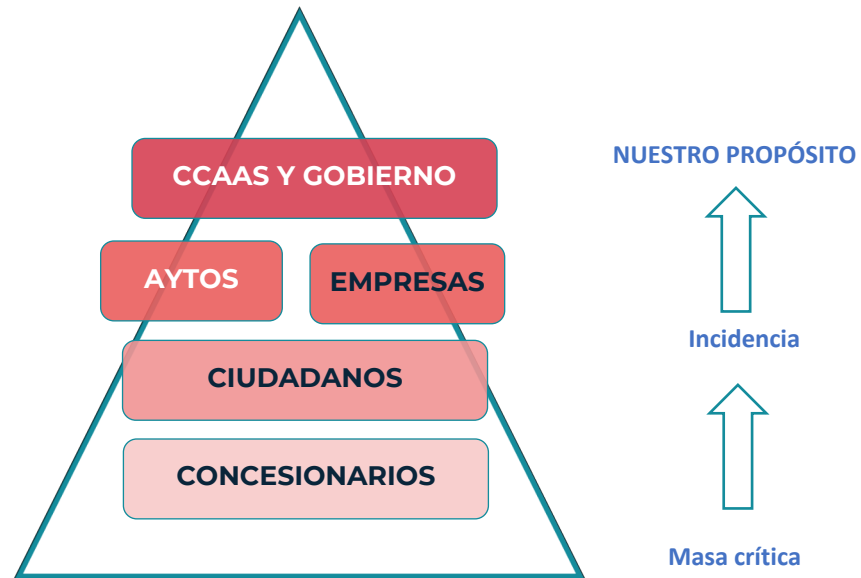 CCAAS Y GOBIERNO
AYTOS
EMPRESAS
CIUDADANOS
CONCESIONARIOS
NUESTRO PROPÓSITO
Incidencia
Masa crítica